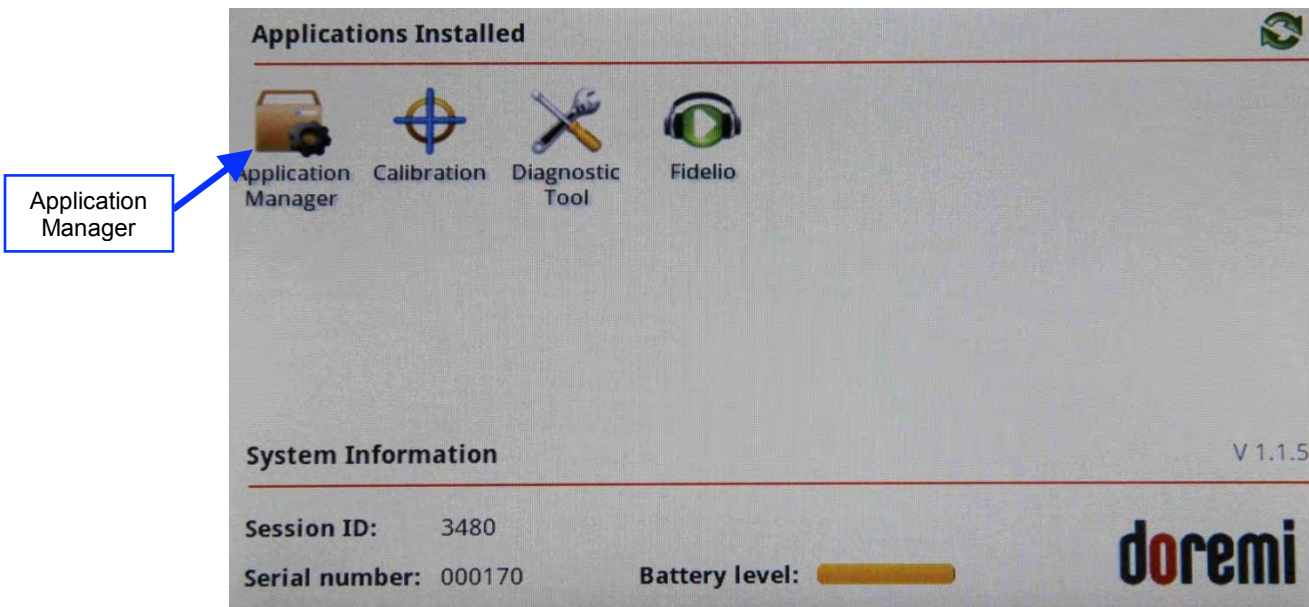 Applications Installed
Application
Manager
Calibration
Diagnostic
Tool
Fidelio
Application
Manager
System Information
V 1.1.5
Session ID:
3480
Serial number:
000170
Battery level:
doremi